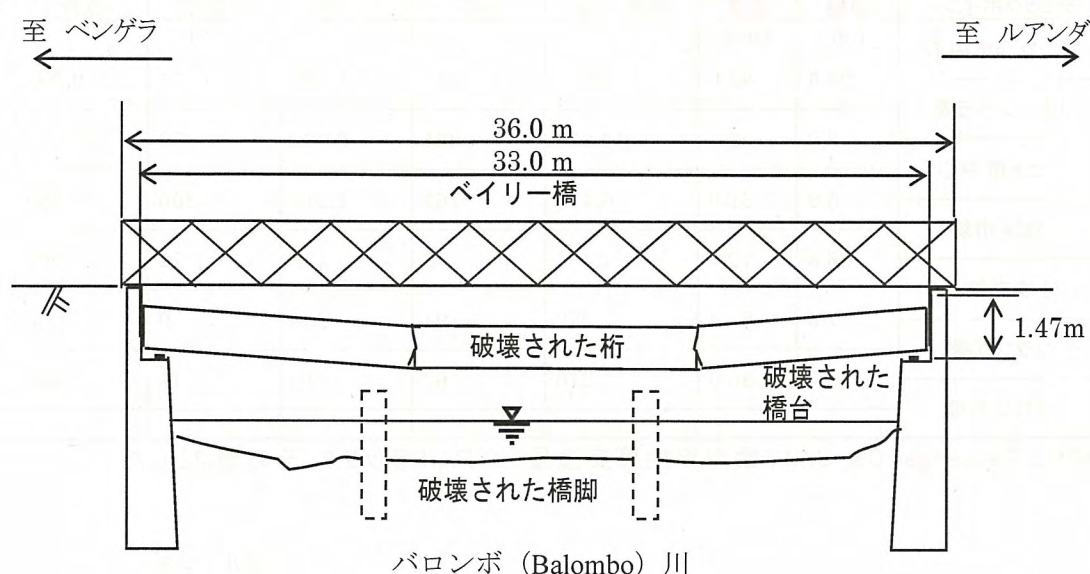 至 ベンゲラ
至 ルアンダ
36.0 m
33.0 m
ベイリー橋
1.47m
破壊された桁
破壊された
橋台
破壊された橋脚
バロンボ（Balombo）川